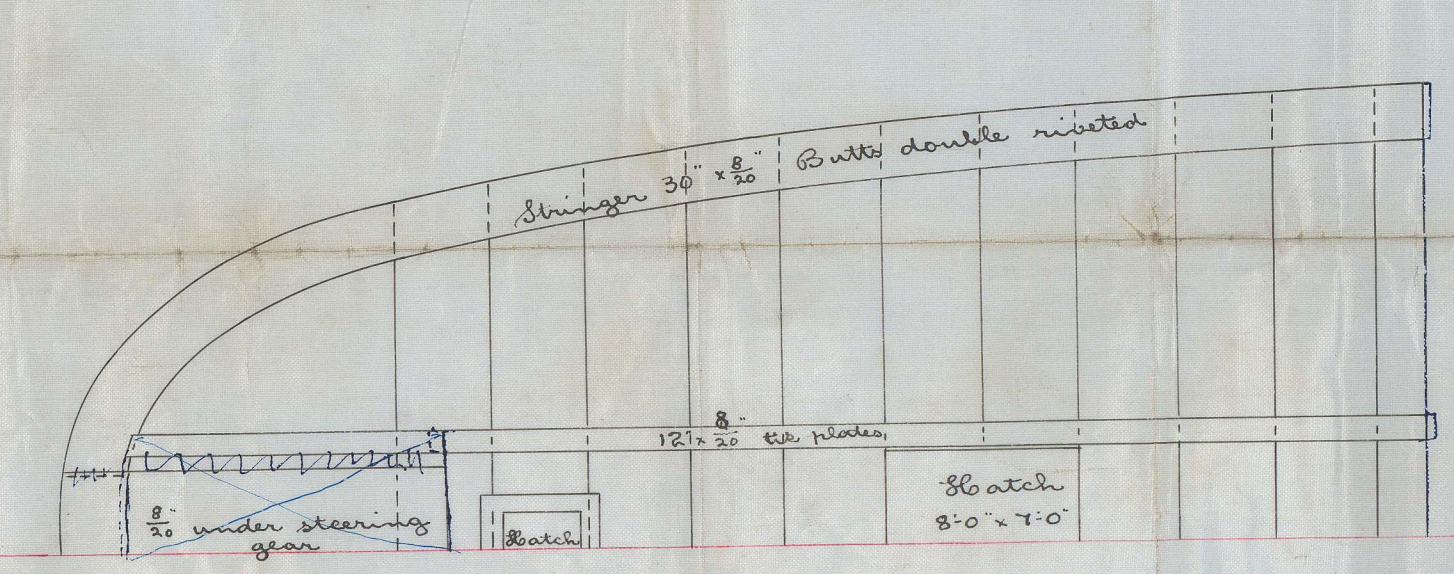 Stringer 30" × 8/20" Butts double riveted
12" × 8/20" tie plates
Hatch
8'-0" × 7'-0"
8/20" under steering
gear
Hatch